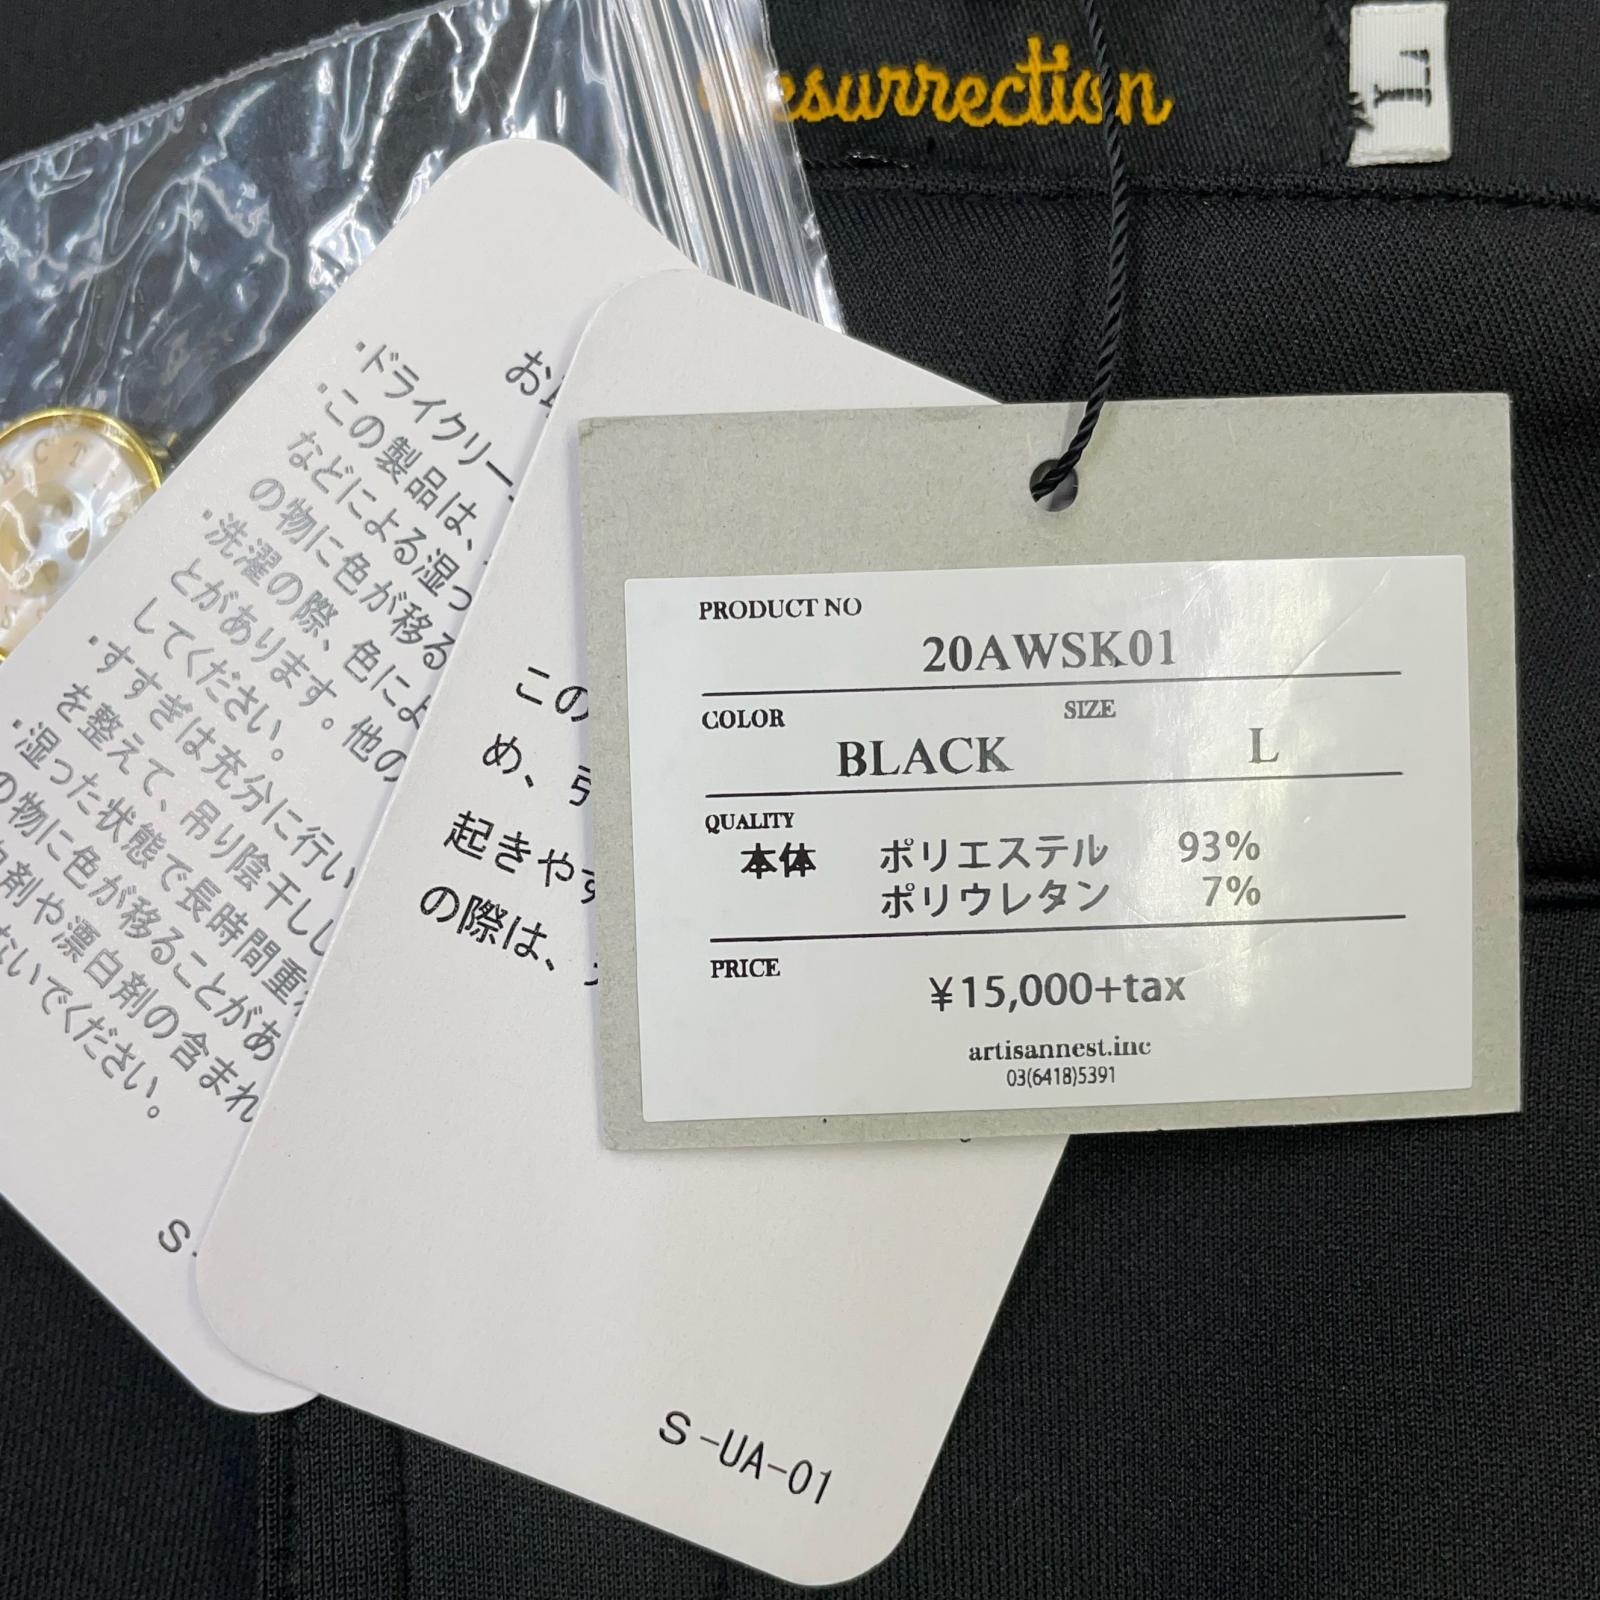 esurrection
L
PRODUCT NO
20AWSK01
COLOR
SIZE
BLACK
L
QUALITY
本体 ポリエステル 93%
ポリウレタン 7%
PRICE
¥15,000+tax
artisannest.inc
03(6418)5391
この
め、引
起きやす
の際は、
S-UA-01
お
・ドライクリー
・この製品は、
などによる湿っ
の物に色が移る
・洗濯の際、色によ
とがあります。他の
してください。
・すすぎは充分に行い
を整えて、吊り陰干しし
・湿った状態で長時間重
の物に色が移ることがあ
剤や漂白剤の含まれ
ないでください。
S-